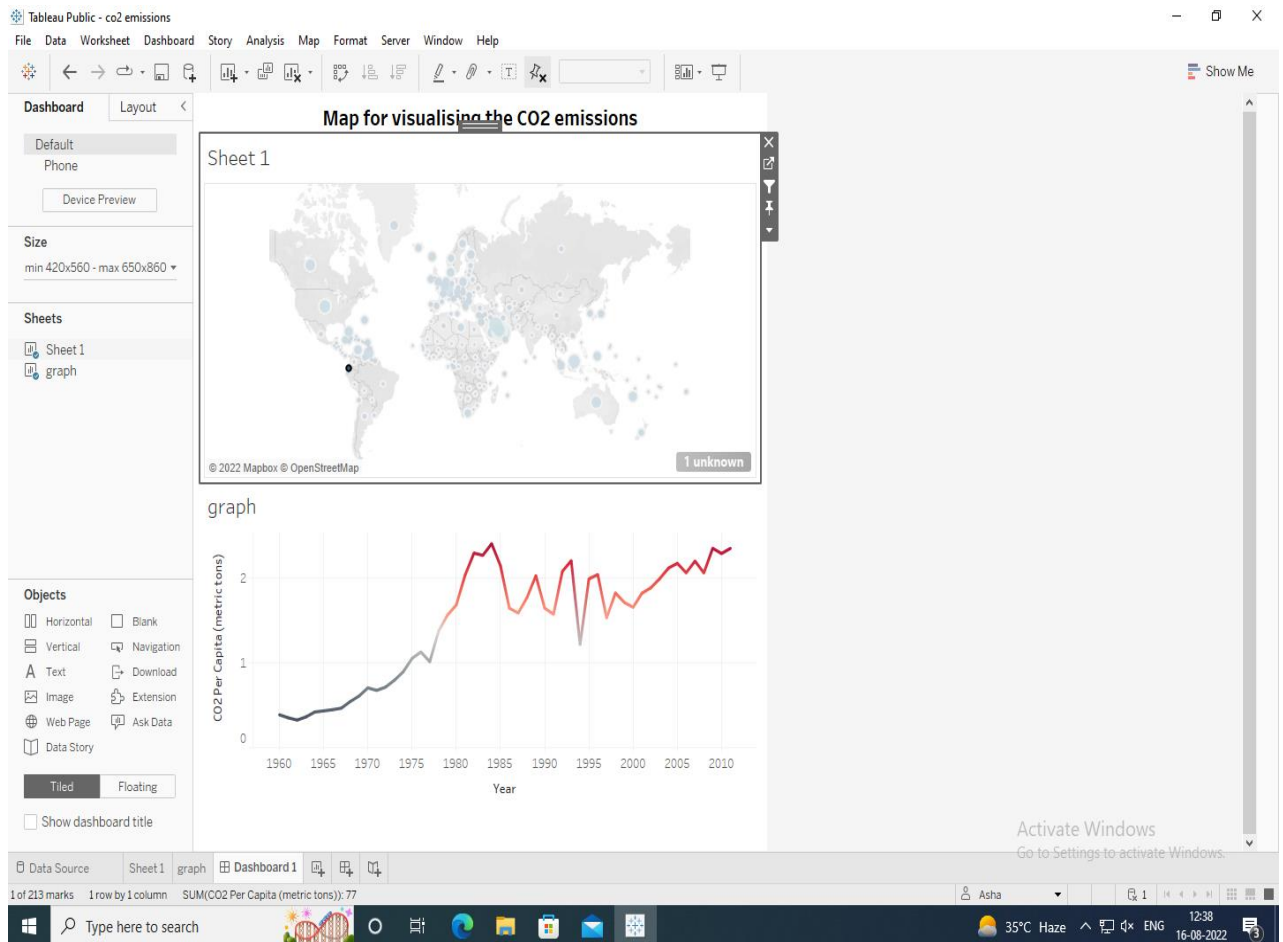 Tableau Public - co2 emissions
File Data Worksheet Dashboard Story Analysis Map Format Server Window Help
Show Me
Dashboard Layout
Default
Phone
Device Preview
Size
min 420x560 - max 650x860
Sheets
Sheet 1
graph
Objects
Horizontal Blank
Vertical Navigation
A Text Download
Image Extension
Web Page Ask Data
Data Story
Tiled Floating
Show dashboard title
Map for visualising the CO2 emissions
Sheet 1
© 2022 Mapbox © OpenStreetMap
1 unknown
graph
CO2 Per Capita (metric tons)
2
1
0
1960 1965 1970 1975 1980 1985 1990 1995 2000 2005 2010
Year
Activate Windows
Go to Settings to activate Windows.
Data Source Sheet 1 graph Dashboard 1
1 of 213 marks 1 row by 1 column SUM(CO2 Per Capita (metric tons)): 77
Asha 1
Type here to search
35°C Haze ENG
12:38
16-08-2022
3